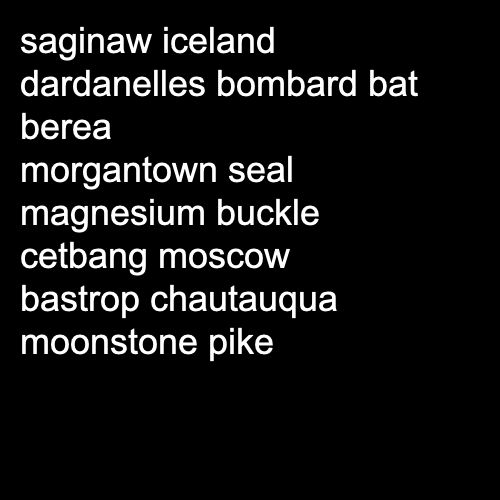 saginaw iceland
dardanelles bombard bat
berea
morgantown seal
magnesium buckle
cetbang moscow
bastrop chautauqua
moonstone pike